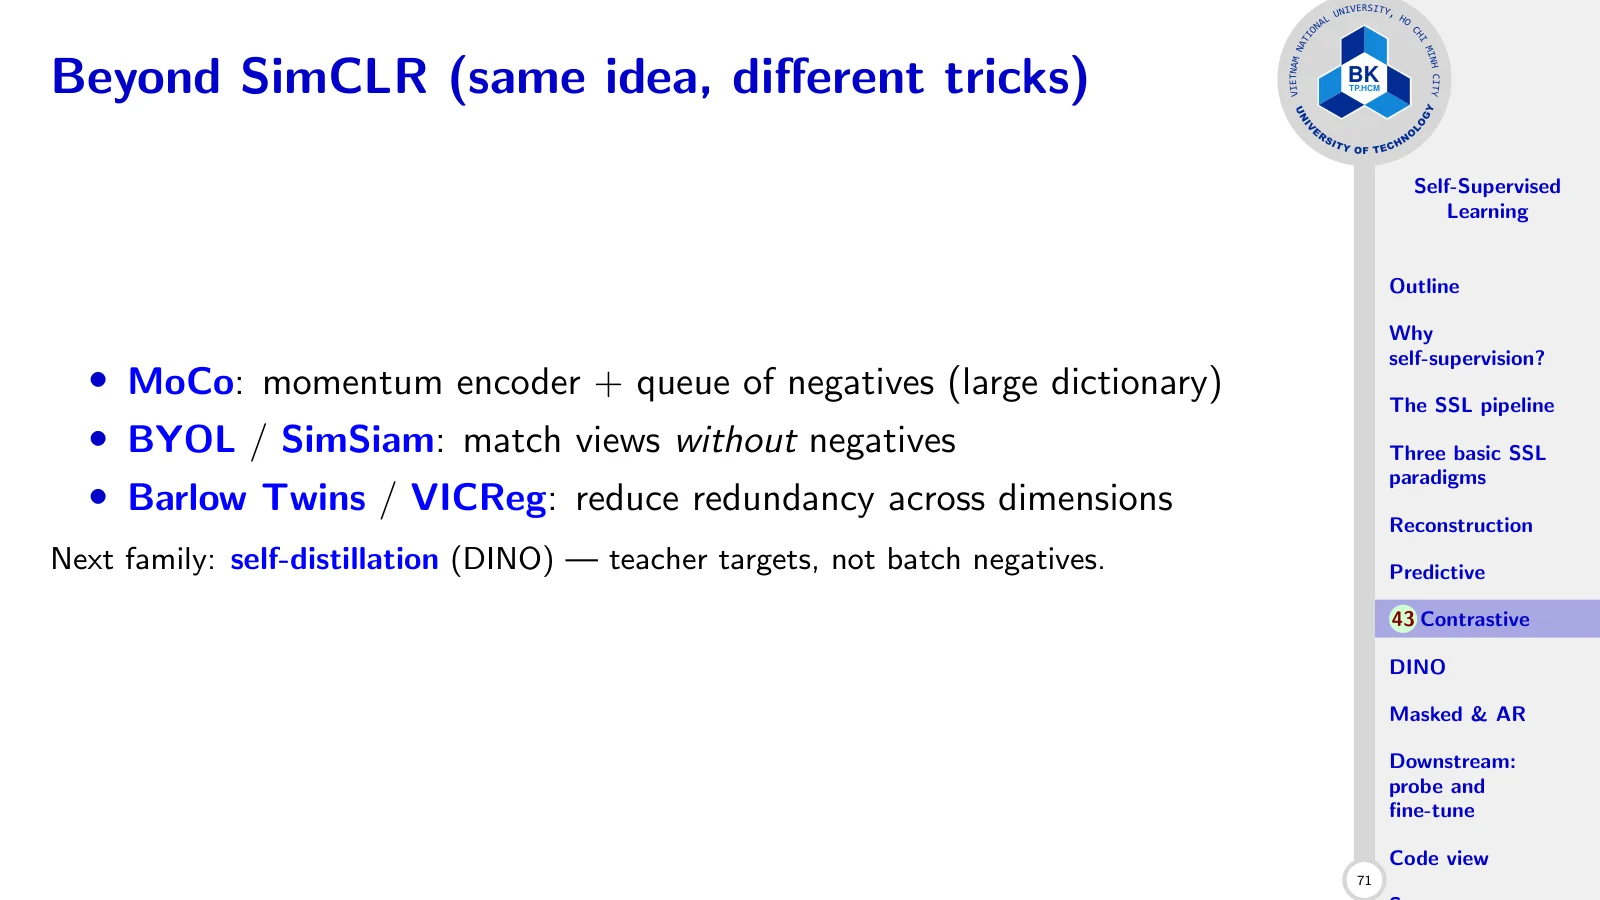 Beyond SimCLR (same idea, different tricks)
• MoCo: momentum encoder + queue of negatives (large dictionary)
• BYOL / SimSiam: match views without negatives
• Barlow Twins / VICReg: reduce redundancy across dimensions
Next family: self-distillation (DINO) — teacher targets, not batch negatives.
VIETNAM NATIONAL UNIVERSITY, HO CHI MINH CITY
BK
TP.HCM
UNIVERSITY OF TECHNOLOGY
Self-Supervised
Learning
Outline
Why
self-supervision?
The SSL pipeline
Three basic SSL
paradigms
Reconstruction
Predictive
43 Contrastive
DINO
Masked & AR
Downstream:
probe and
fine-tune
Code view
71